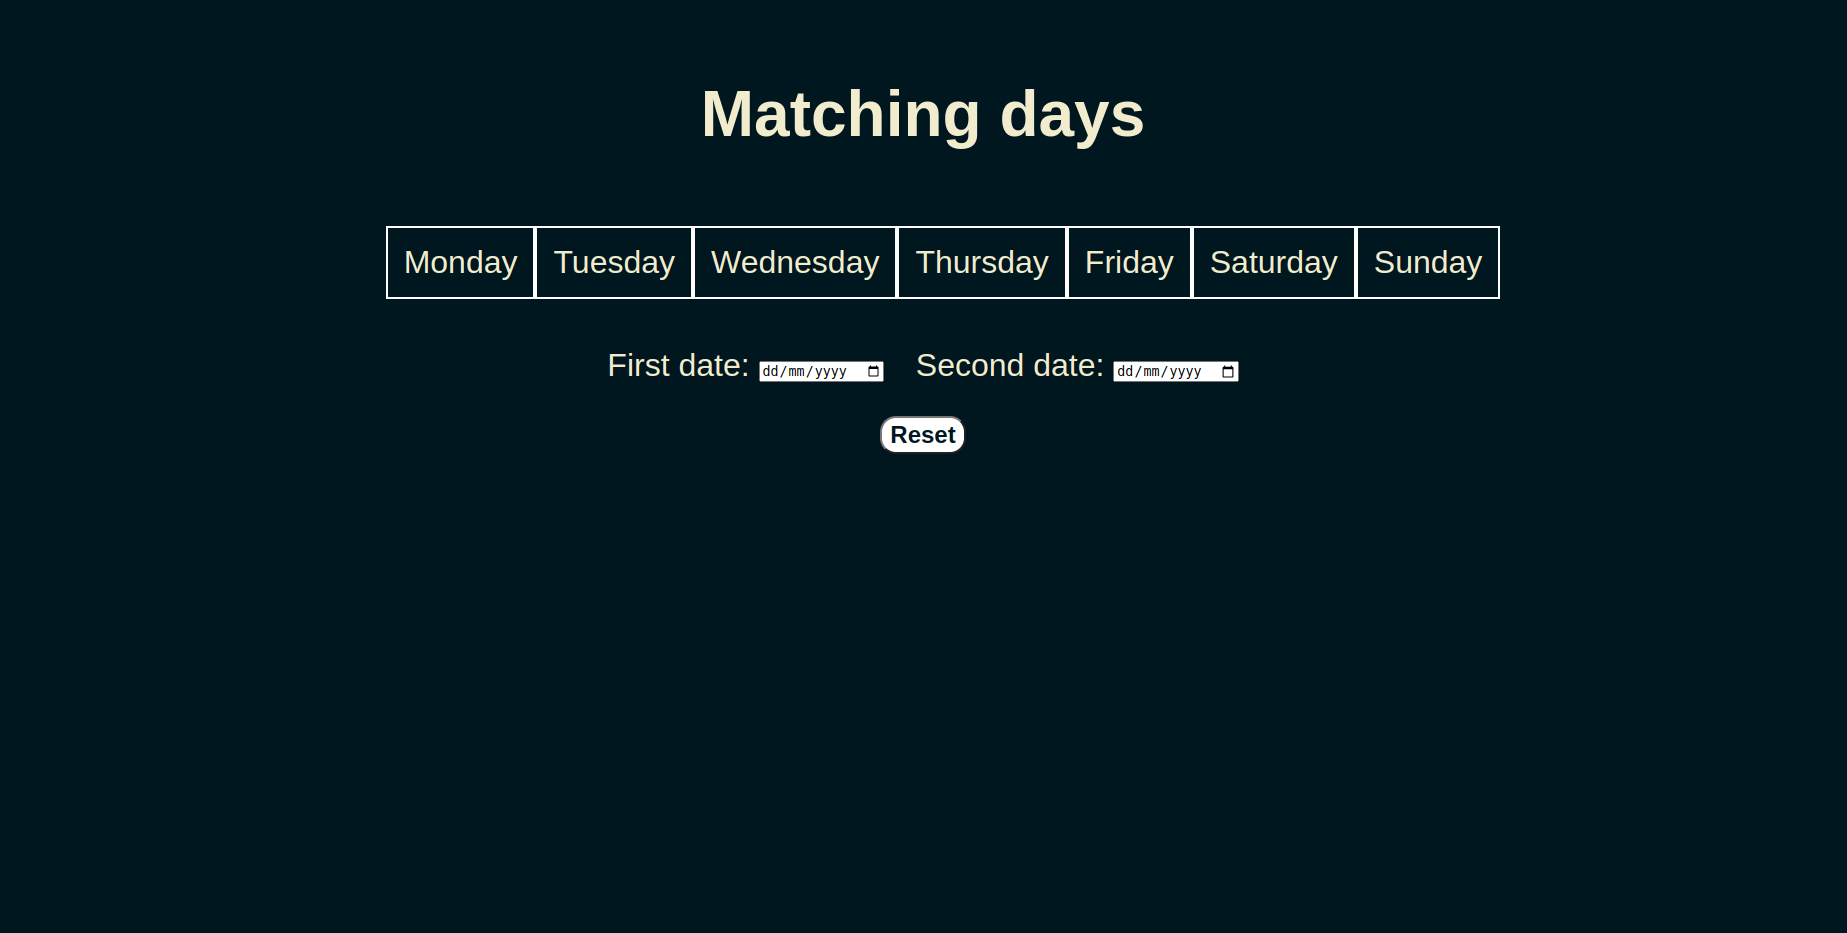 Matching days
Monday Tuesday Wednesday Thursday Friday Saturday Sunday
First date: dd/mm/yyyy Second date: dd/mm/yyyy
Reset